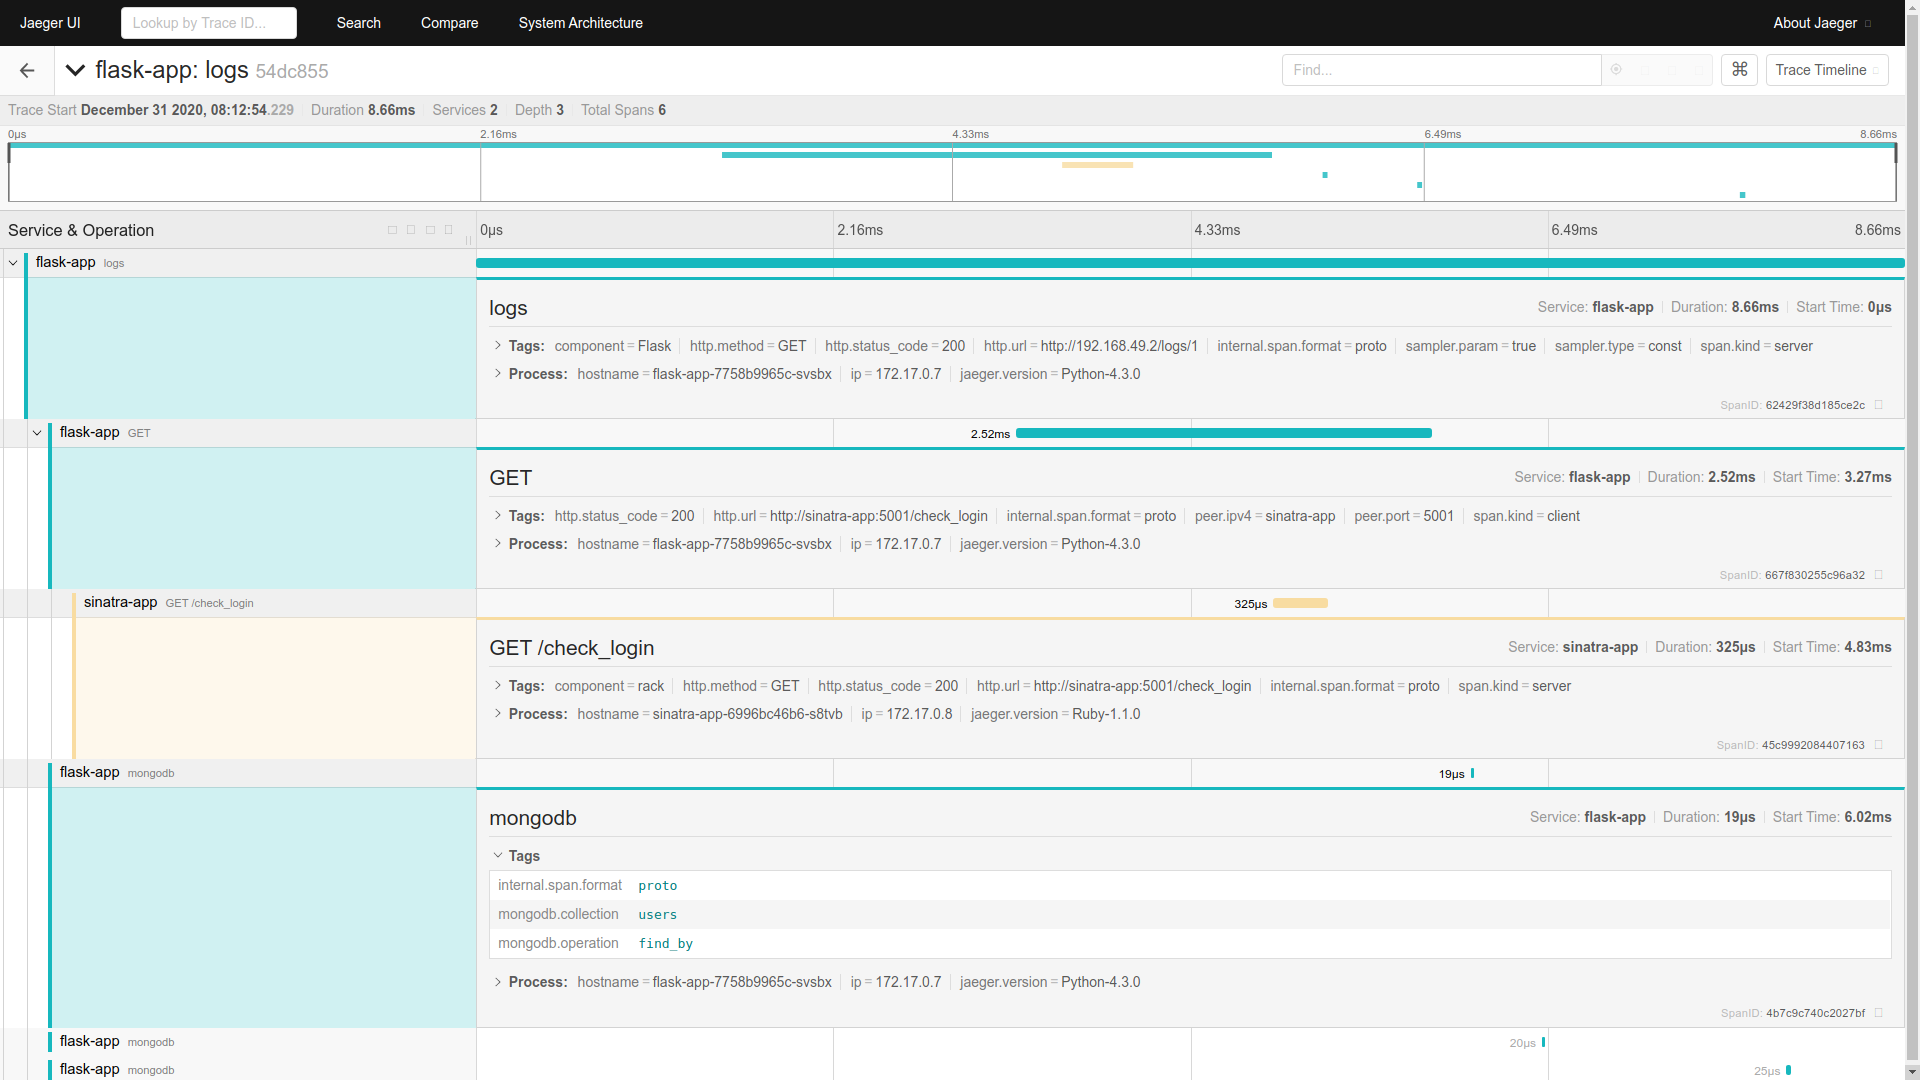 Jaeger UI Lookup by Trace ID... Search Compare System Architecture About Jaeger
flask-app: logs 54dc855 Find... ⌘ Trace Timeline
Trace Start December 31 2020, 08:12:54.229 Duration 8.66ms Services 2 Depth 3 Total Spans 6
0μs 2.16ms 4.33ms 6.49ms 8.66ms
Service & Operation 0μs 2.16ms 4.33ms 6.49ms 8.66ms
flask-app logs
logs Service: flask-app Duration: 8.66ms Start Time: 0μs
Tags: component = Flask http.method = GET http.status_code = 200 http.url = http://192.168.49.2/logs/1 internal.span.format = proto sampler.param = true sampler.type = const span.kind = server
Process: hostname = flask-app-7758b9965c-svsbx ip = 172.17.0.7 jaeger.version = Python-4.3.0
SpanID: 62429f38d185ce2c
flask-app GET 2.52ms
GET Service: flask-app Duration: 2.52ms Start Time: 3.27ms
Tags: http.status_code = 200 http.url = http://sinatra-app:5001/check_login internal.span.format = proto peer.ipv4 = sinatra-app peer.port = 5001 span.kind = client
Process: hostname = flask-app-7758b9965c-svsbx ip = 172.17.0.7 jaeger.version = Python-4.3.0
SpanID: 667f830255c96a32
sinatra-app GET /check_login 325μs
GET /check_login Service: sinatra-app Duration: 325μs Start Time: 4.83ms
Tags: component = rack http.method = GET http.status_code = 200 http.url = http://sinatra-app:5001/check_login internal.span.format = proto span.kind = server
Process: hostname = sinatra-app-6996bc46b6-s8tvb ip = 172.17.0.8 jaeger.version = Ruby-1.1.0
SpanID: 45c9992084407163
flask-app mongodb 19μs
mongodb Service: flask-app Duration: 19μs Start Time: 6.02ms
Tags
internal.span.format proto
mongodb.collection users
mongodb.operation find_by
Process: hostname = flask-app-7758b9965c-svsbx ip = 172.17.0.7 jaeger.version = Python-4.3.0
SpanID: 4b7c9c740c2027bf
flask-app mongodb 20μs
flask-app mongodb 25μs